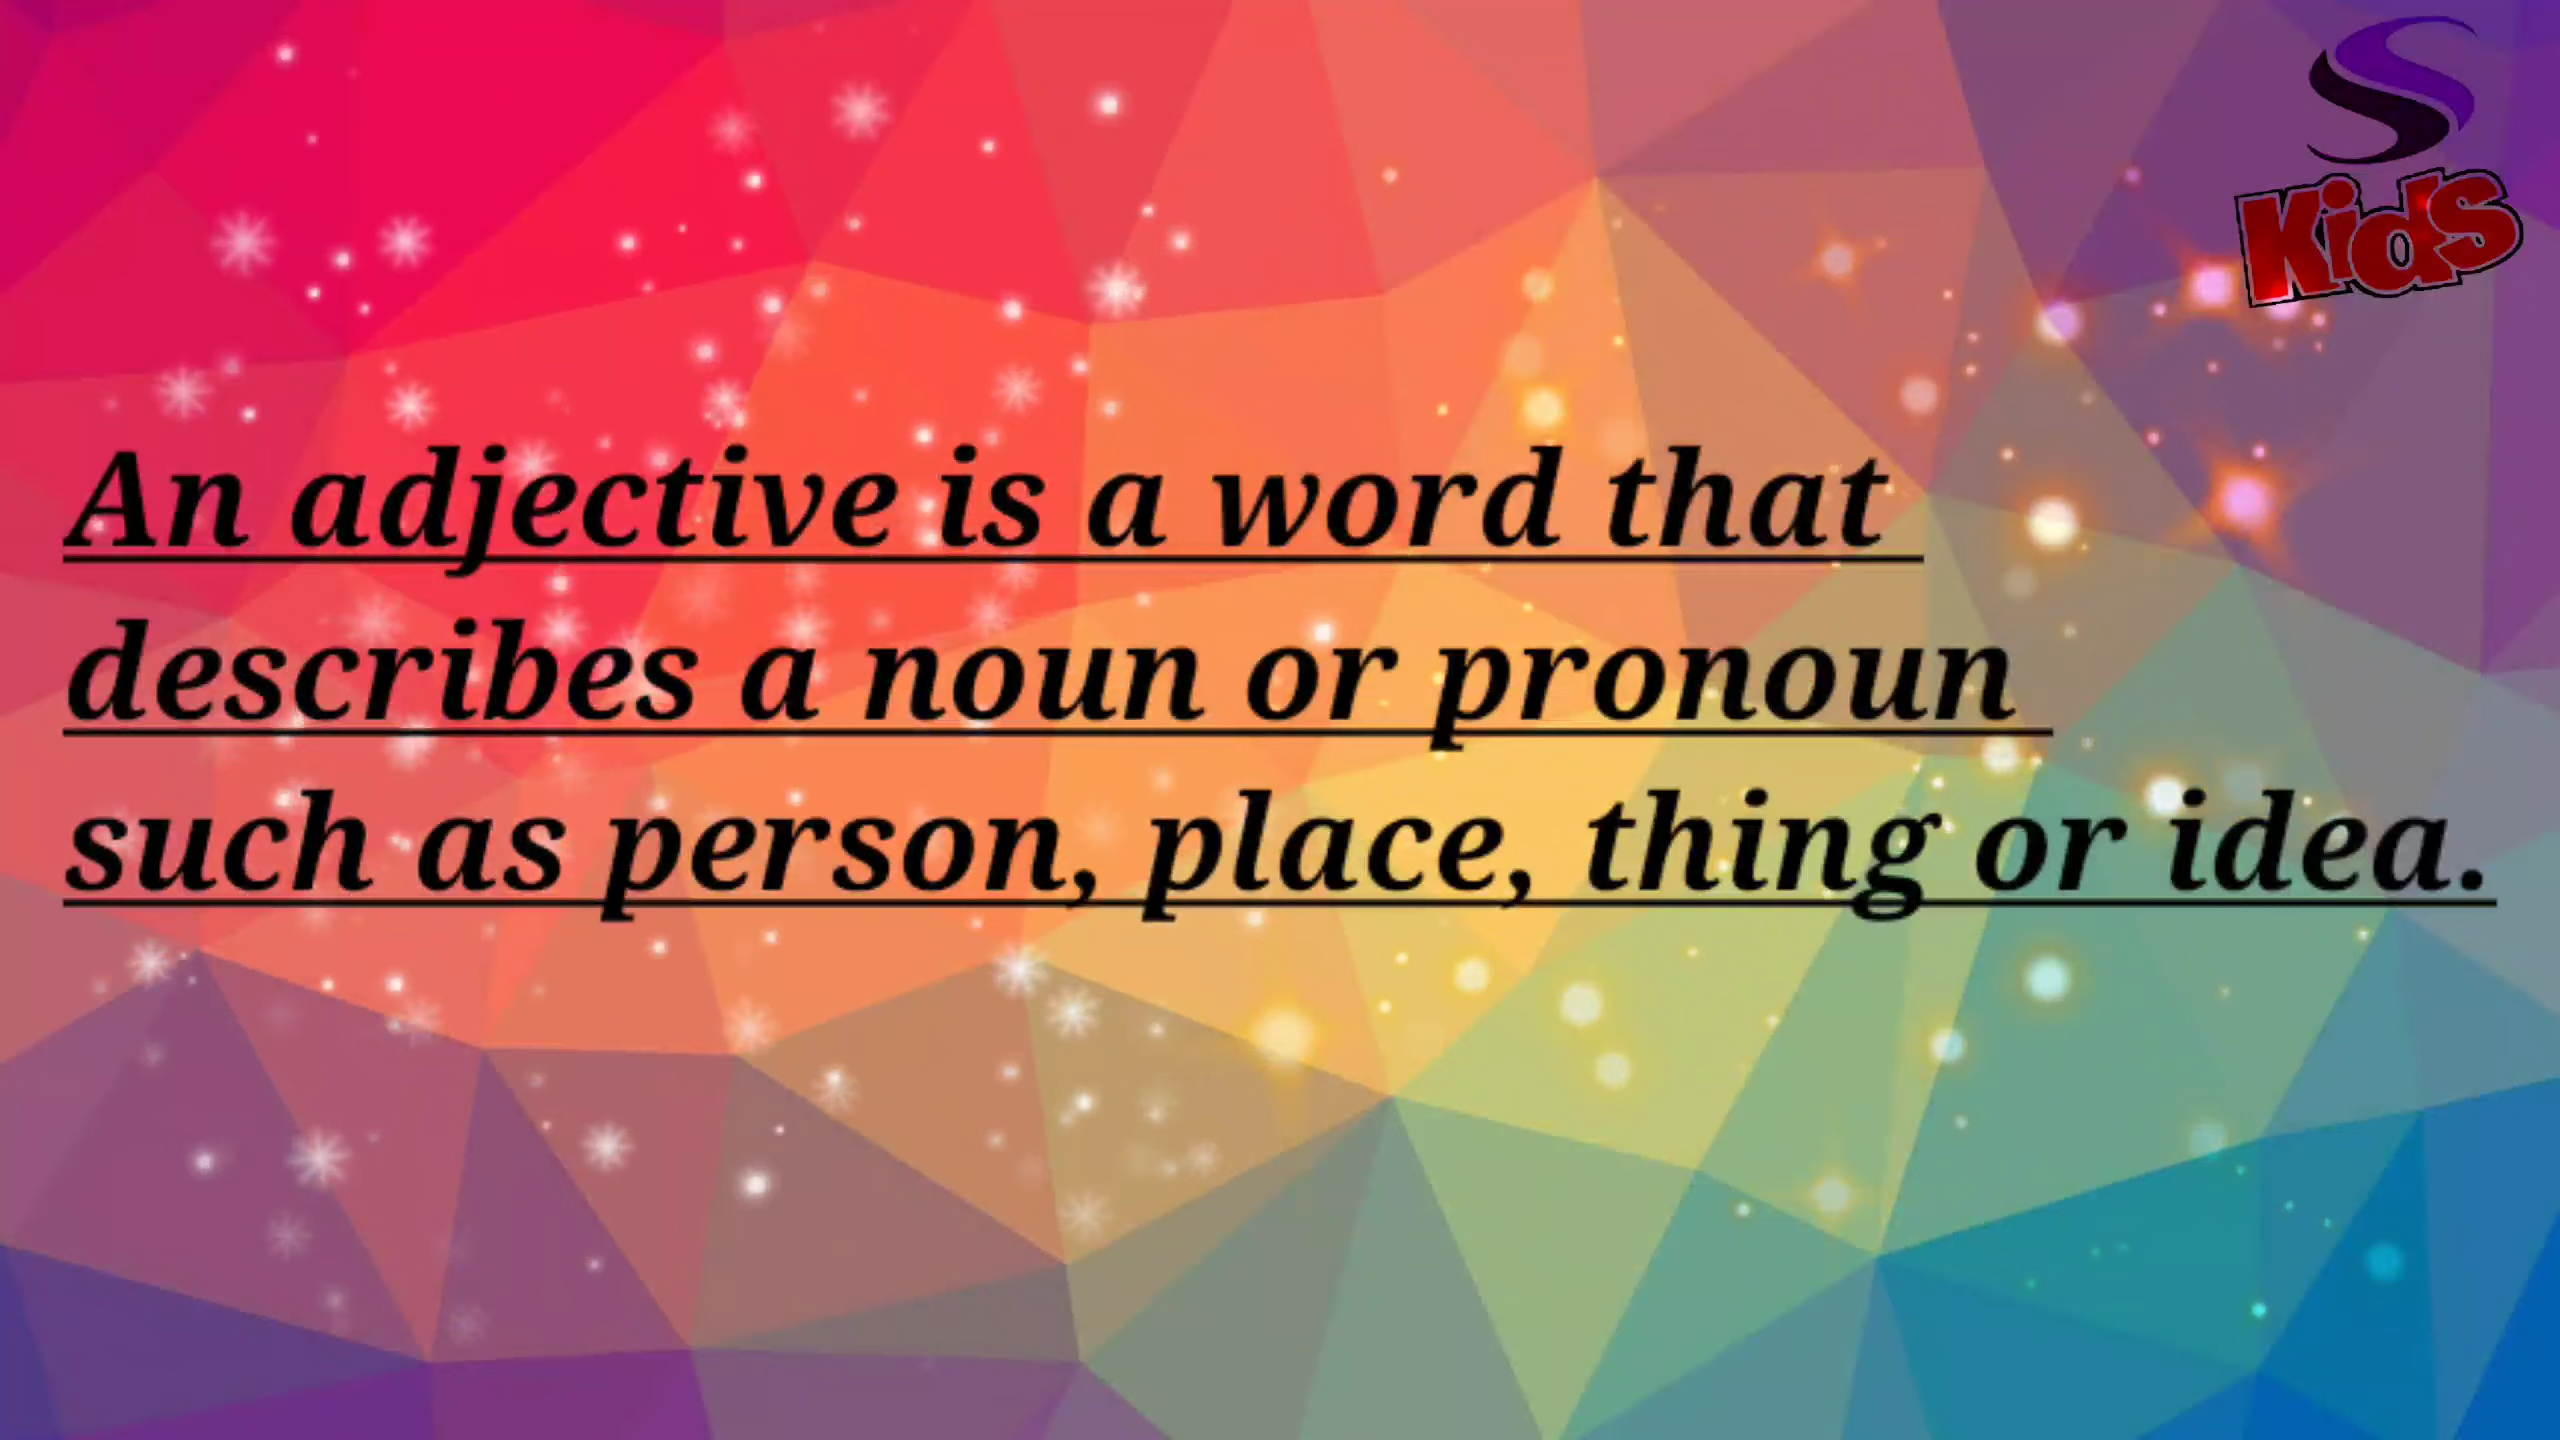 S
Kids
An adjective is a word that
describes a noun or pronoun
such as person, place, thing or idea.